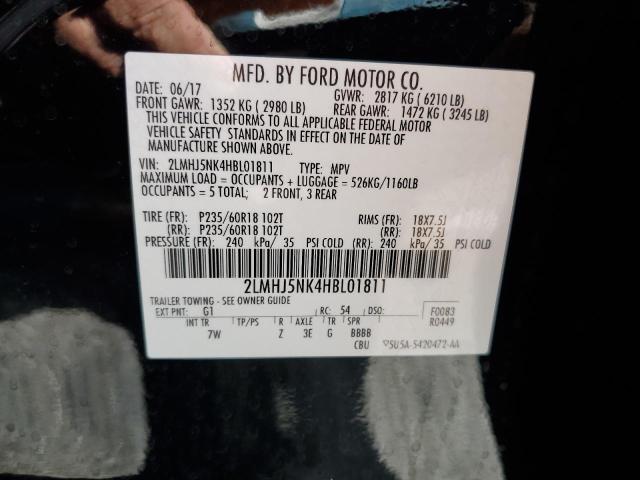 MFD. BY FORD MOTOR CO.
DATE: 06/17 GVWR: 2817 KG ( 6210 LB)
FRONT GAWR: 1352 KG ( 2980 LB) REAR GAWR: 1472 KG ( 3245 LB)
THIS VEHICLE CONFORMS TO ALL APPLICABLE FEDERAL MOTOR
VEHICLE SAFETY STANDARDS IN EFFECT ON THE DATE OF
MANUFACTURE SHOWN ABOVE.
VIN: 2LMHJ5NK4HBL01811 TYPE: MPV
MAXIMUM LOAD = OCCUPANTS + LUGGAGE = 526KG/1160LB
OCCUPANTS = 5 TOTAL; 2 FRONT, 3 REAR
TIRE (FR): P235/60R18 102T RIMS (FR): 18X7.5J
(RR): P235/60R18 102T (RR): 18X7.5J
PRESSURE (FR): 240 kPa/ 35 PSI COLD (RR): 240 kPa/ 35 PSI COLD
2LMHJ5NK4HBL01811
TRAILER TOWING - SEE OWNER GUIDE
EXT PNT: G1 RC: 54 DSO: F0083
R0449
INT TR TP/PS R AXLE TR SPR
7W Z 3E G BBBB
CBU 5U5A-5420472-AA